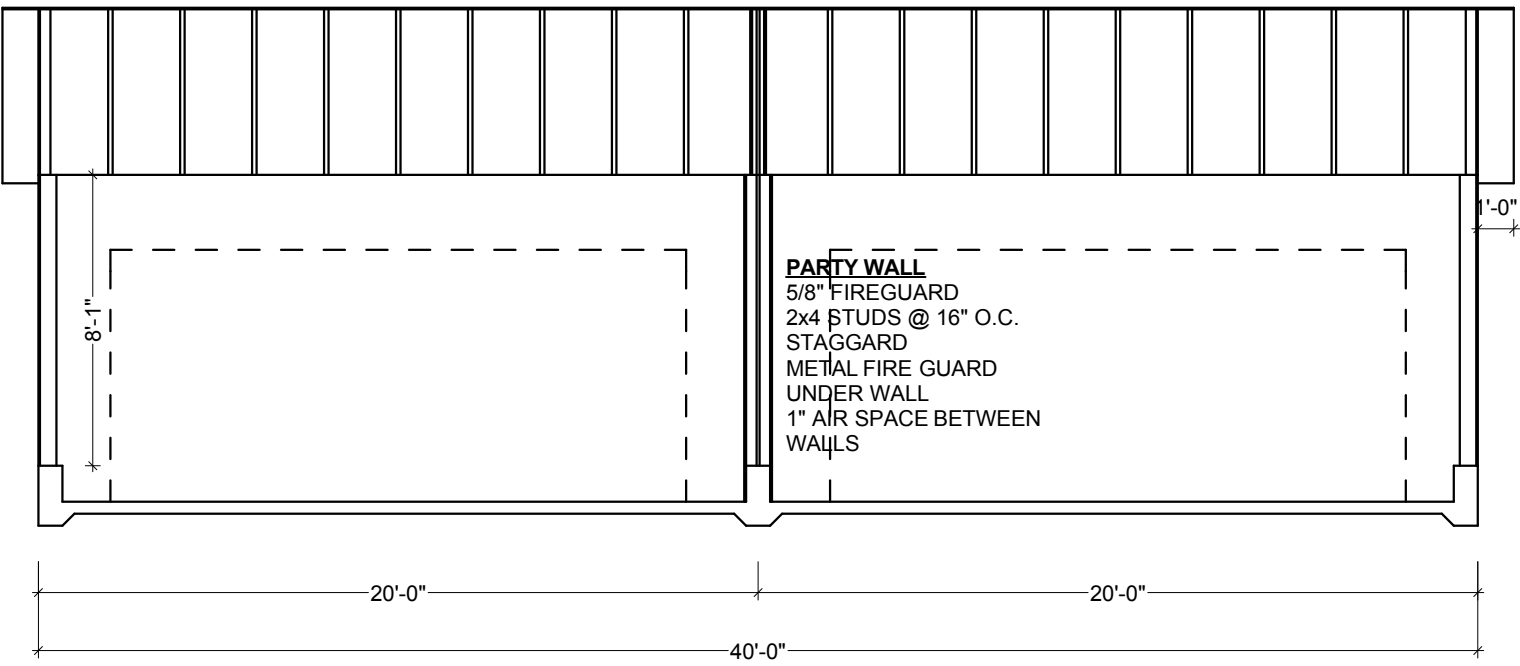 1'-0"
8'-1"
PARTY WALL
5/8" FIREGUARD
2x4 STUDS @ 16" O.C.
STAGGARD
METAL FIRE GUARD
UNDER WALL
1" AIR SPACE BETWEEN
WALLS
20'-0"
20'-0"
40'-0"